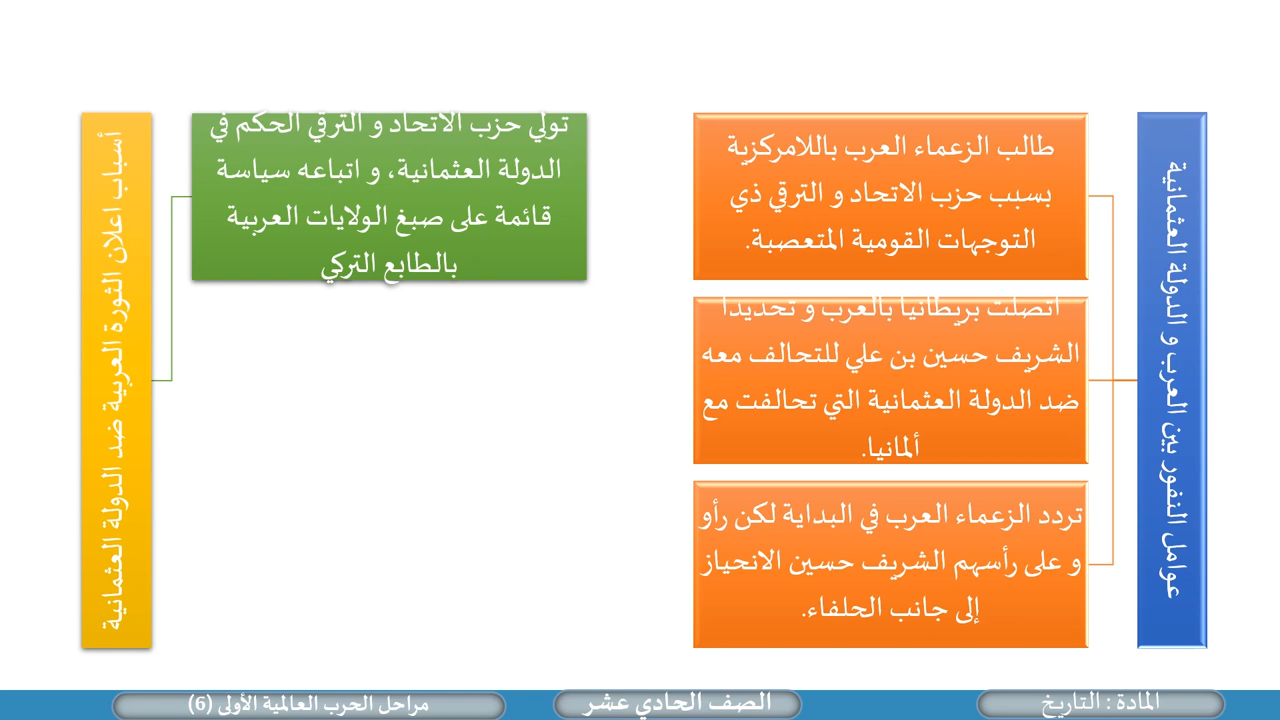 عوامل النفور بين العرب و الدولة العثمانية
طالب الزعماء العرب باللامركزية
بسبب حزب الاتحاد و الترقي ذي
التوجهات القومية المتعصبة.
اتصلت بريطانيا بالعرب و تحديدا
الشريف حسين بن علي للتحالف معه
ضد الدولة العثمانية التي تحالفت مع
ألمانيا.
تردد الزعماء العرب في البداية لكن رأو
و على رأسهم الشريف حسين الانحياز
إلى جانب الحلفاء.
أسباب اعلان الثورة العربية ضد الدولة العثمانية
تولي حزب الاتحاد و الترقي الحكم في
الدولة العثمانية، و اتباعه سياسة
قائمة على صبغ الولايات العربية
بالطابع التركي
المادة : التاريخ
الصف الحادي عشر
مراحل الحرب العالمية الأولى (6)